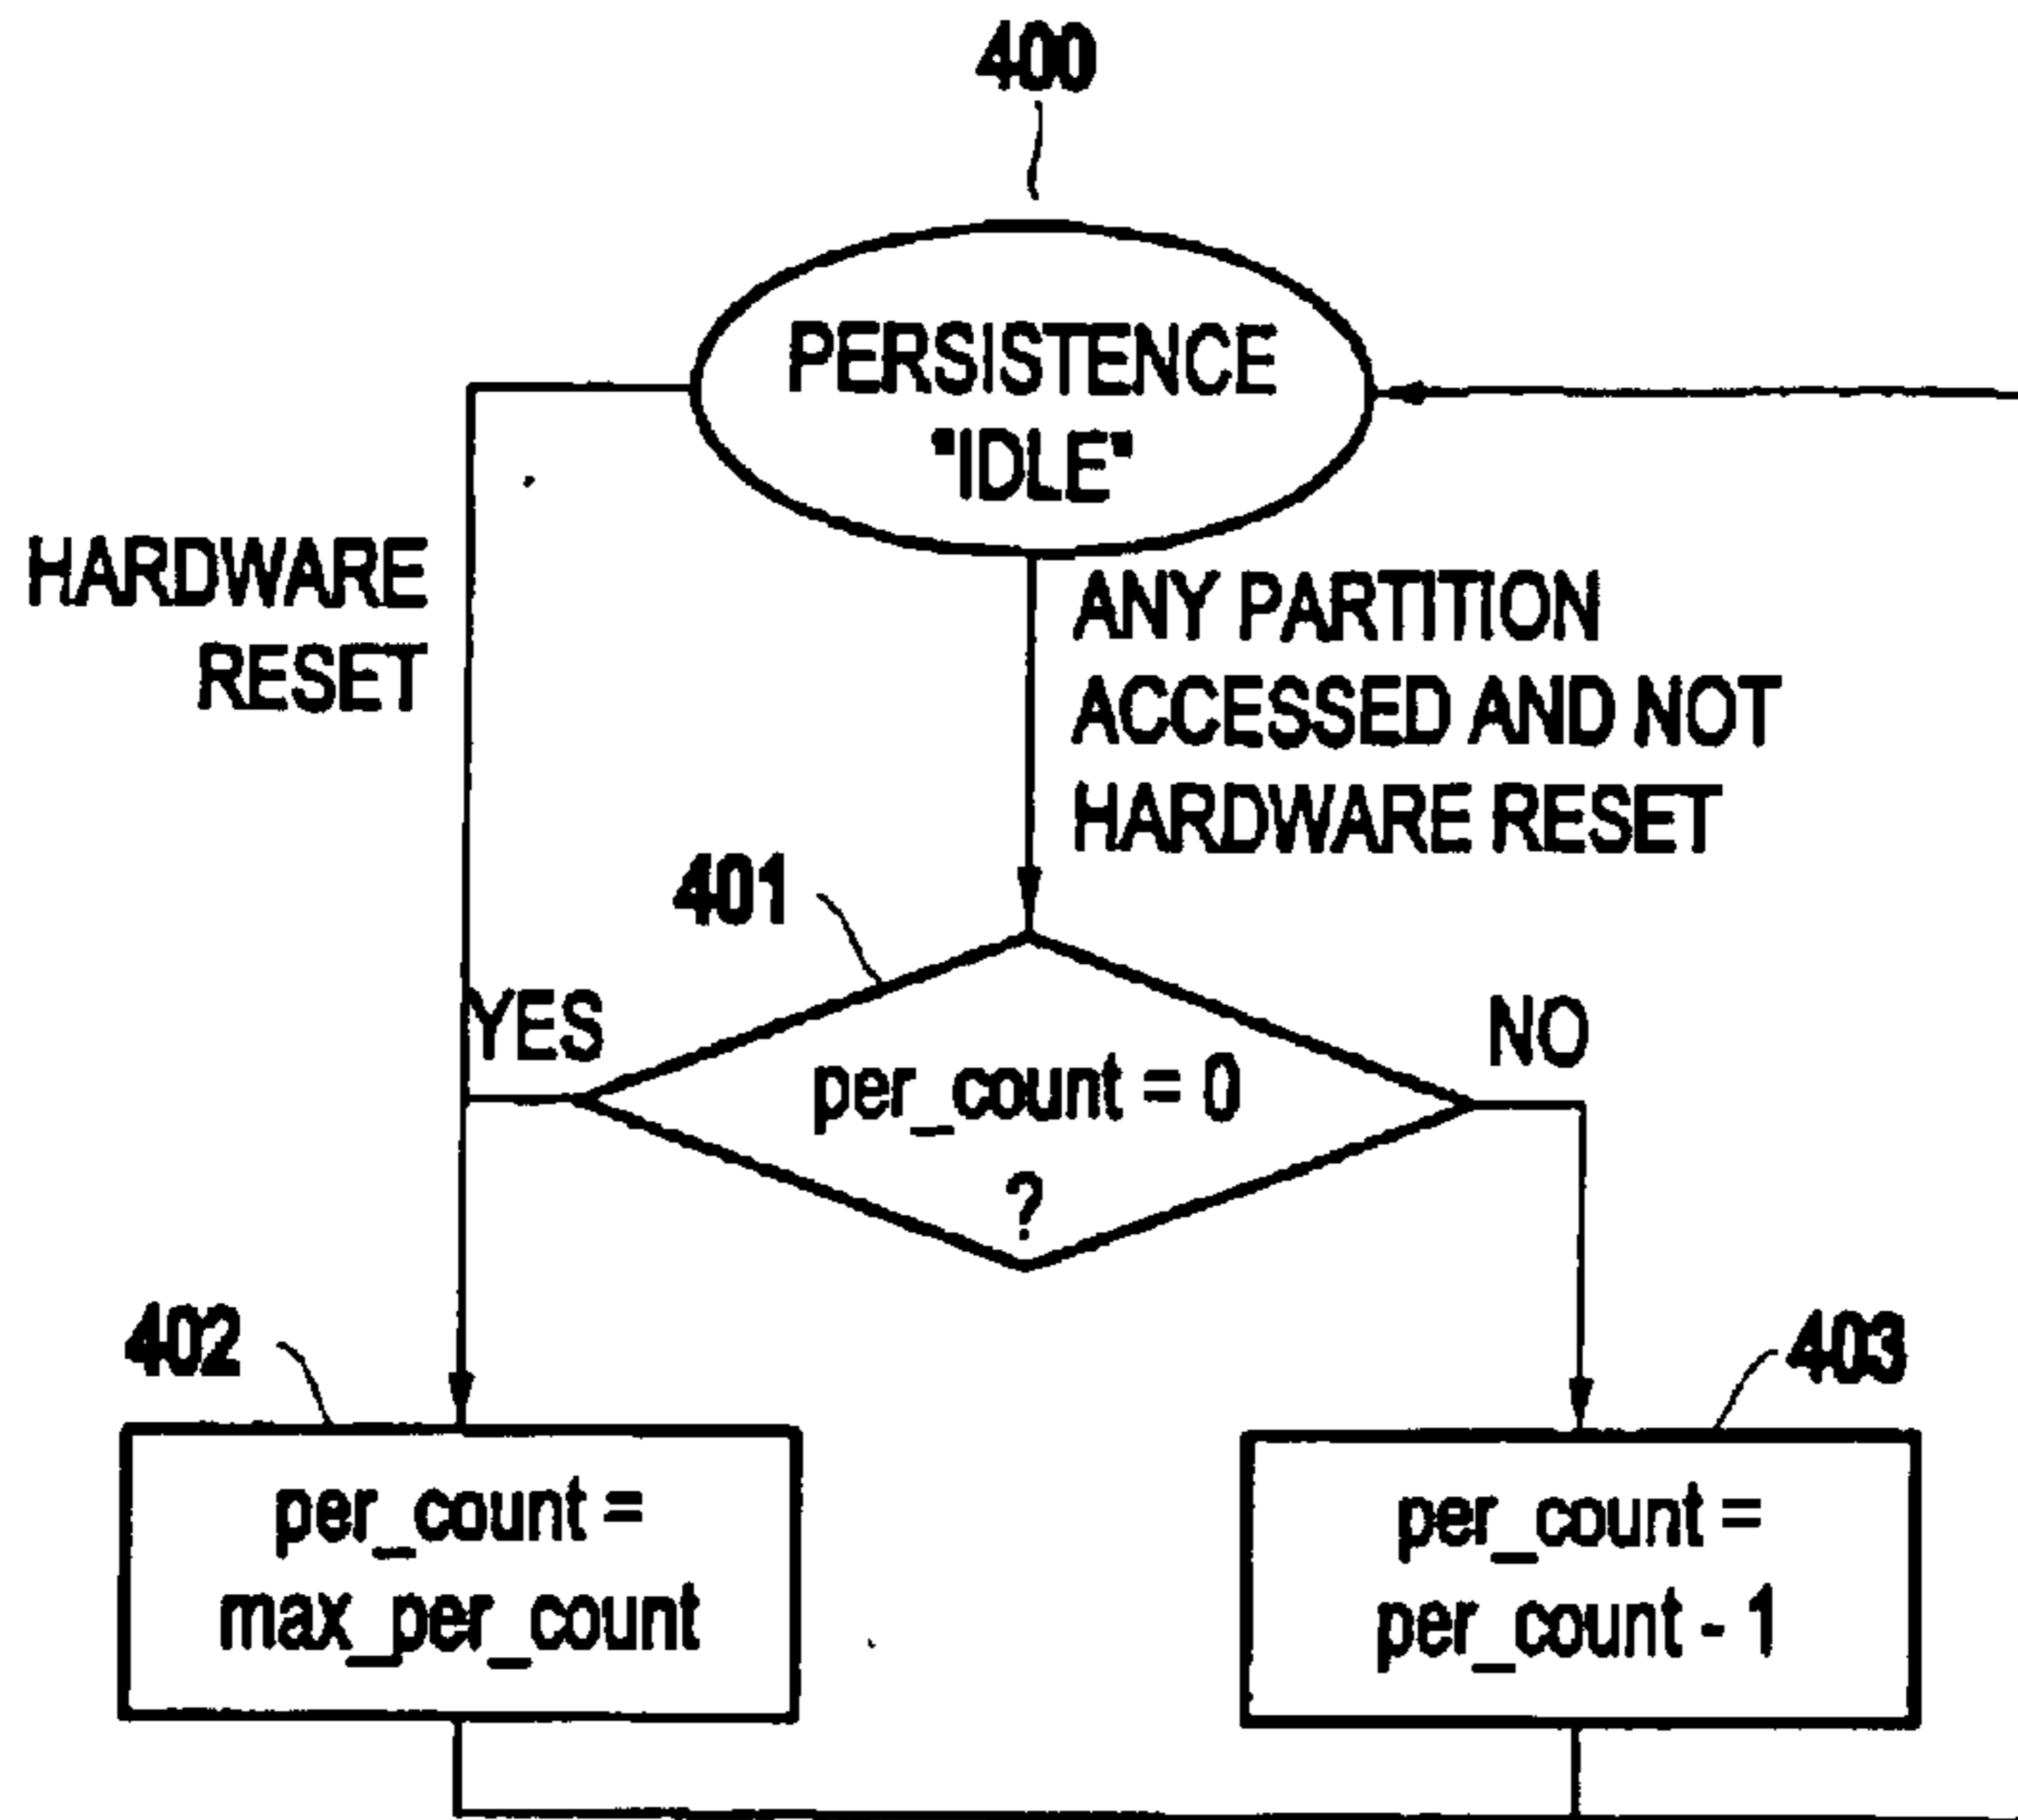 400
PERSISTENCE
"IDLE"
HARDWARE
RESET
ANY PARTITION
ACCESSED AND NOT
HARDWARE RESET
401
YES
NO
per_count = 0
?
402
403
per_count =
max_per_count
per_count =
per_count - 1